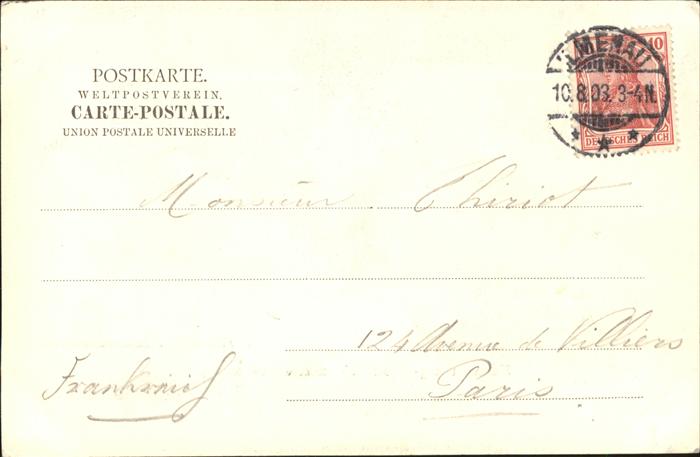 POSTKARTE.
WELTPOSTVEREIN.
CARTE-POSTALE.
UNION POSTALE UNIVERSELLE
10
ILMENAU
10.8.03. 3-4N.
DEUTSCHES REICH
Monsieur Thiriot
124 Avenue de Villiers
Paris
Frankreich